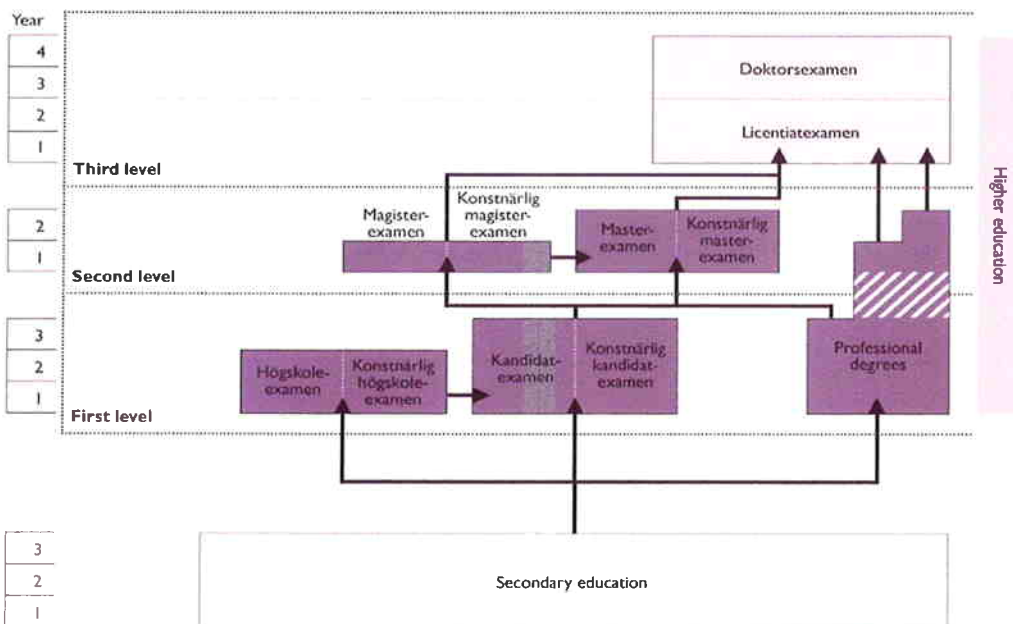 Year
4
3
2
1
Doktorsexamen
Licentiatexamen
Third level
Higher education
2
1
Magister-
examen
Konstnärlig
magister-
examen
Master-
examen
Konstnärlig
master-
examen
Second level
3
2
1
Högskole-
examen
Konstnärlig
högskole-
examen
Kandidat-
examen
Konstnärlig
kandidat-
examen
Professional
degrees
First level
3
2
1
Secondary education